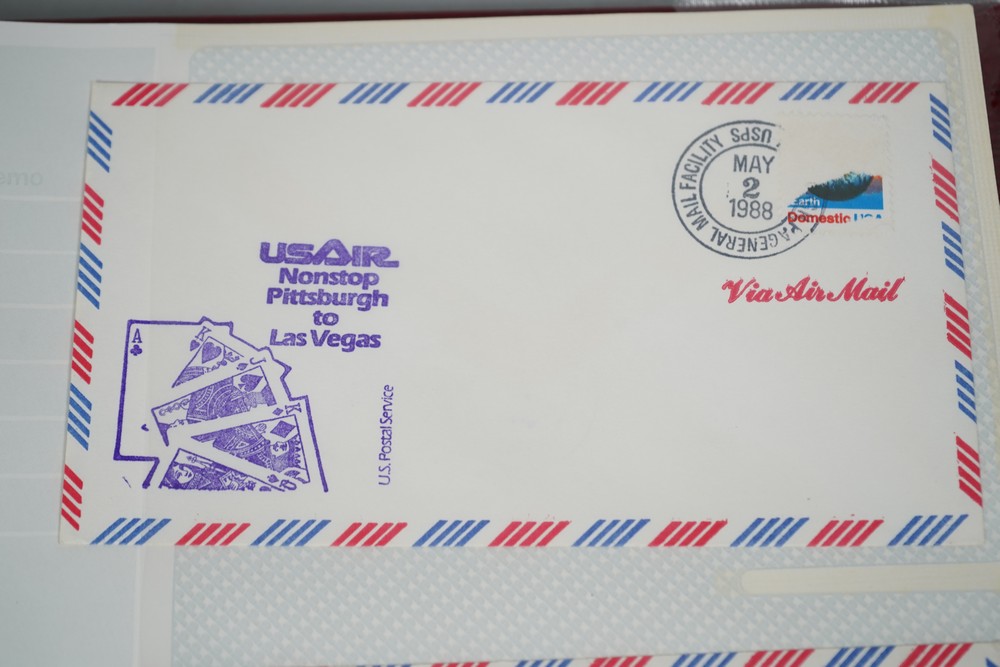 emo
USPS
GENERAL MAIL FACILITY
MAY
2
1988
Earth
Domestic USA
Via Air Mail
USAIR
Nonstop
Pittsburgh
to
Las Vegas
A
K
J
K
Q
U.S. Postal Service